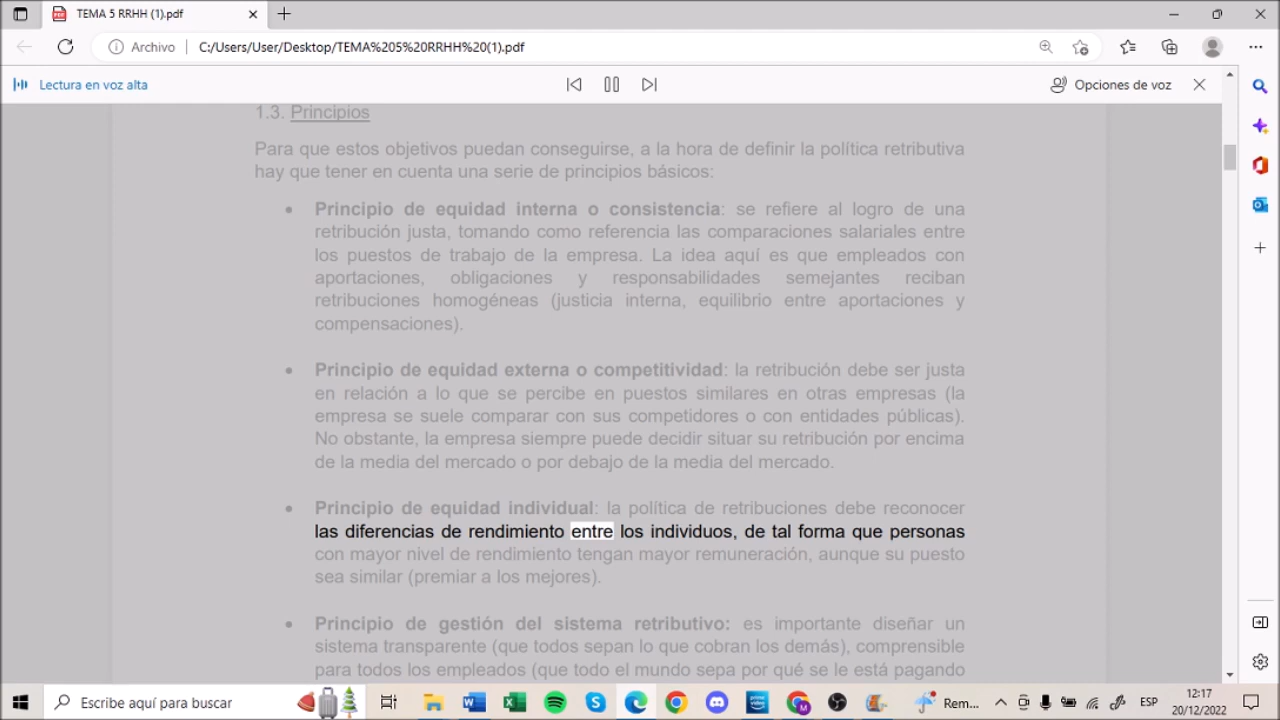 TEMA 5 RRHH (1).pdf
Archivo
C:/Users/User/Desktop/TEMA%205%20RRHH%20(1).pdf
Lectura en voz alta
Opciones de voz
1.3. Principios
Para que estos objetivos puedan conseguirse, a la hora de definir la política retributiva
hay que tener en cuenta una serie de principios básicos:
• Principio de equidad interna o consistencia: se refiere al logro de una
retribución justa, tomando como referencia las comparaciones salariales entre
los puestos de trabajo de la empresa. La idea aquí es que empleados con
aportaciones, obligaciones y responsabilidades semejantes reciban
retribuciones homogéneas (justicia interna, equilibrio entre aportaciones y
compensaciones).
• Principio de equidad externa o competitividad: la retribución debe ser justa
en relación a lo que se percibe en puestos similares en otras empresas (la
empresa se suele comparar con sus competidores o con entidades públicas).
No obstante, la empresa siempre puede decidir situar su retribución por encima
de la media del mercado o por debajo de la media del mercado.
• Principio de equidad individual: la política de retribuciones debe reconocer
las diferencias de rendimiento entre los individuos, de tal forma que personas
con mayor nivel de rendimiento tengan mayor remuneración, aunque su puesto
sea similar (premiar a los mejores).
• Principio de gestión del sistema retributivo: es importante diseñar un
sistema transparente (que todos sepan lo que cobran los demás), comprensible
para todos los empleados (que todo el mundo sepa por qué se le está pagando
Escribe aquí para buscar
Rem...
ESP
12:17
20/12/2022